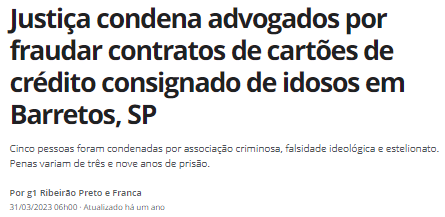 Justiça condena advogados por
fraudar contratos de cartões de
crédito consignado de idosos em
Barretos, SP
Cinco pessoas foram condenadas por associação criminosa, falsidade ideológica e estelionato.
Penas variam de três e nove anos de prisão.
Por g1 Ribeirão Preto e Franca
31/03/2023 06h00 · Atualizado há um ano